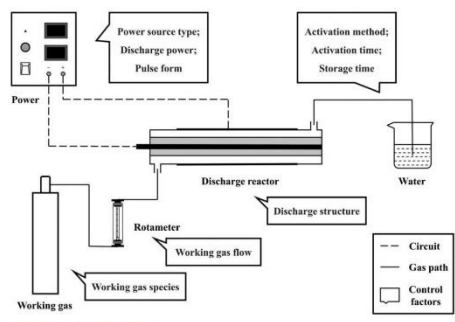 Power source type;
Discharge power;
Pulse form
Activation method;
Activation time;
Storage time
- +
Power
Discharge reactor
Water
Discharge structure
Rotameter
Working gas flow
Working gas species
Working gas
Circuit
Gas path
Control
factors